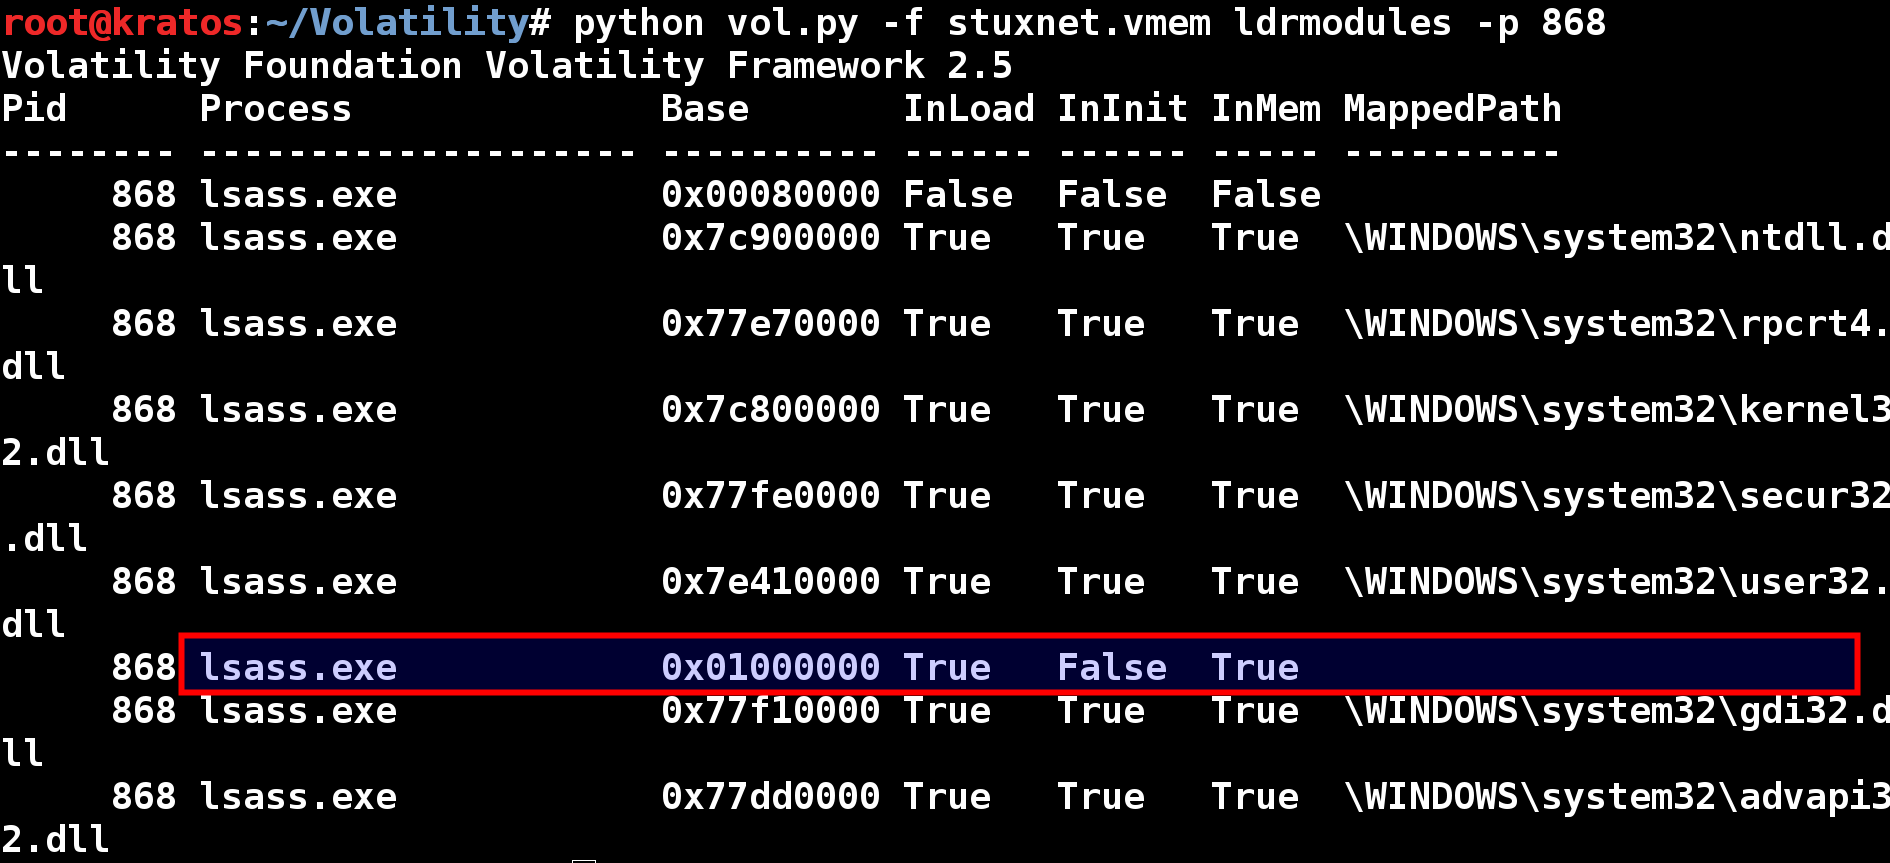 root@kratos:~/Volatility# python vol.py -f stuxnet.vmem ldrmodules -p 868
Volatility Foundation Volatility Framework 2.5
Pid      Process              Base       InLoad InInit InMem MappedPath
-------- -------------------- ---------- ------ ------ ----- ----------
     868 lsass.exe            0x00080000 False  False  False
     868 lsass.exe            0x7c900000 True   True   True  \WINDOWS\system32\ntdll.d
ll
     868 lsass.exe            0x77e70000 True   True   True  \WINDOWS\system32\rpcrt4.
dll
     868 lsass.exe            0x7c800000 True   True   True  \WINDOWS\system32\kernel3
2.dll
     868 lsass.exe            0x77fe0000 True   True   True  \WINDOWS\system32\secur32
.dll
     868 lsass.exe            0x7e410000 True   True   True  \WINDOWS\system32\user32.
dll
     868 lsass.exe            0x01000000 True   False  True
     868 lsass.exe            0x77f10000 True   True   True  \WINDOWS\system32\gdi32.d
ll
     868 lsass.exe            0x77dd0000 True   True   True  \WINDOWS\system32\advapi3
2.dll